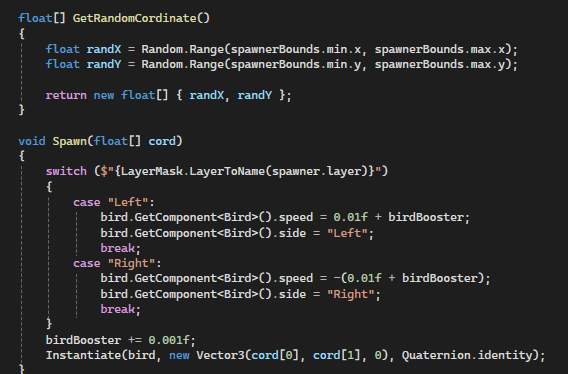 float[] GetRandomCordinate()
{
    float randX = Random.Range(spawnerBounds.min.x, spawnerBounds.max.x);
    float randY = Random.Range(spawnerBounds.min.y, spawnerBounds.max.y);

    return new float[] { randX, randY };
}

void Spawn(float[] cord)
{
    switch ($"{LayerMask.LayerToName(spawner.layer)}")
    {
        case "Left":
            bird.GetComponent<Bird>().speed = 0.01f + birdBooster;
            bird.GetComponent<Bird>().side = "Left";
            break;
        case "Right":
            bird.GetComponent<Bird>().speed = -(0.01f + birdBooster);
            bird.GetComponent<Bird>().side = "Right";
            break;
    }
    birdBooster += 0.001f;
    Instantiate(bird, new Vector3(cord[0], cord[1], 0), Quaternion.identity);
}